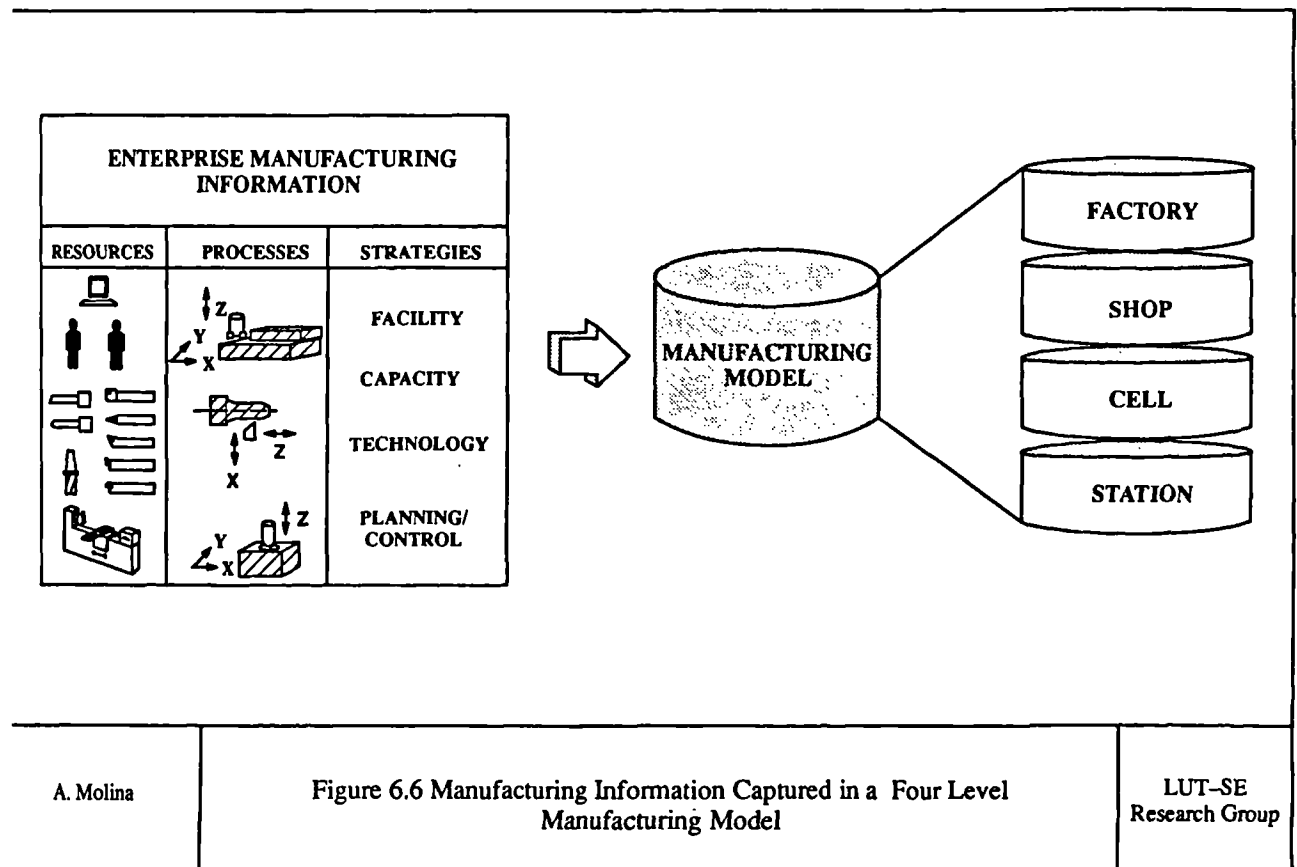 ENTERPRISE MANUFACTURING
INFORMATION
RESOURCES PROCESSES STRATEGIES
Z
Y
X
Z
X
Z
Y
X
FACILITY
CAPACITY
TECHNOLOGY
PLANNING/
CONTROL
MANUFACTURING
MODEL
FACTORY
SHOP
CELL
STATION
A. Molina
Figure 6.6 Manufacturing Information Captured in a Four Level
Manufacturing Model
LUT–SE
Research Group